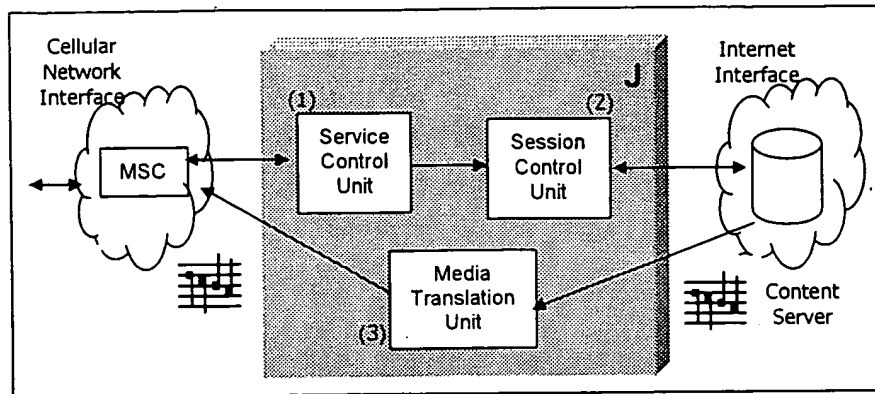 Cellular
Network
Interface
MSC
(1)
Service
Control
Unit
J
(2)
Session
Control
Unit
Media
Translation
Unit
(3)
Internet
Interface
Content
Server